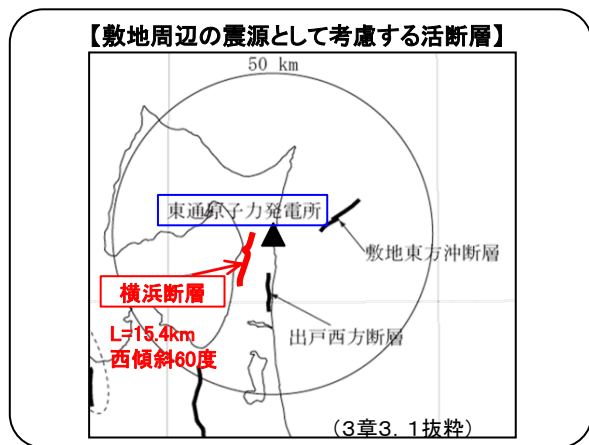 【敷地周辺の震源として考慮する活断層】
50 km
東通原子力発電所
敷地東方沖断層
横浜断層
L=15.4km
西傾斜60度
出戸西方断層
(3章3.1抜粋)